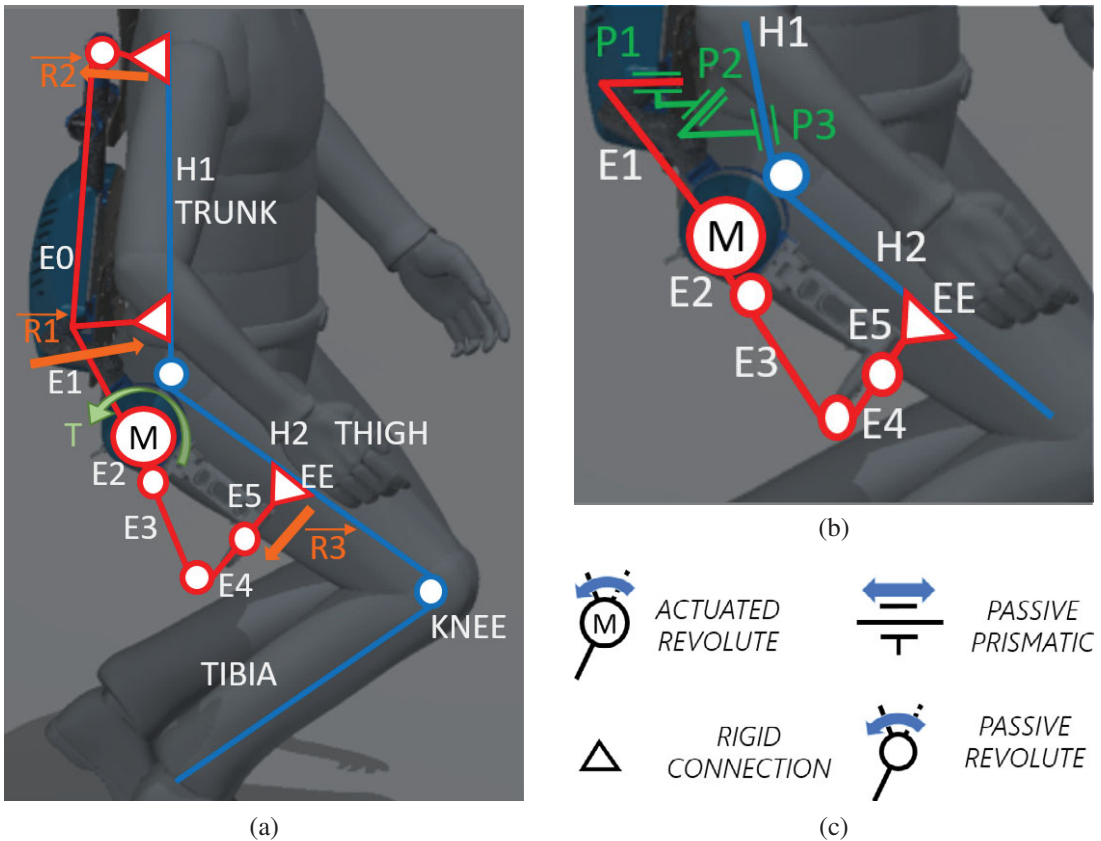 R2
H1
TRUNK
E0
R1
E1
T
M
E2
H2 THIGH
EE
E5
E3
R3
E4
KNEE
TIBIA
(a)
H1
P1
P2
P3
E1
M
H2
E2
EE
E5
E3
E4
(b)
M
ACTUATED
REVOLUTE
PASSIVE
PRISMATIC
RIGID
CONNECTION
PASSIVE
REVOLUTE
(c)